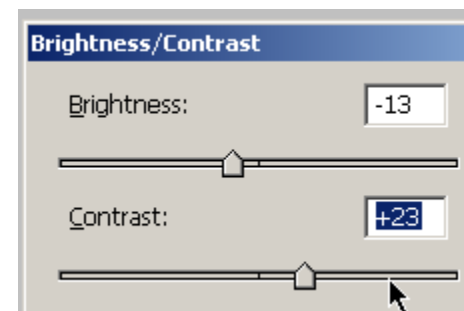 Brightness/Contrast
Brightness: -13
Contrast: +23